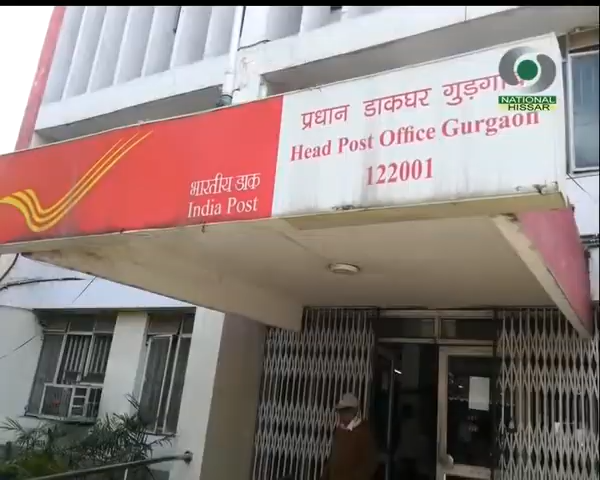 NATIONAL
HISSAR
प्रधान डाकघर गुड़गावं
Head Post Office Gurgaon
122001
भारतीय डाक
India Post